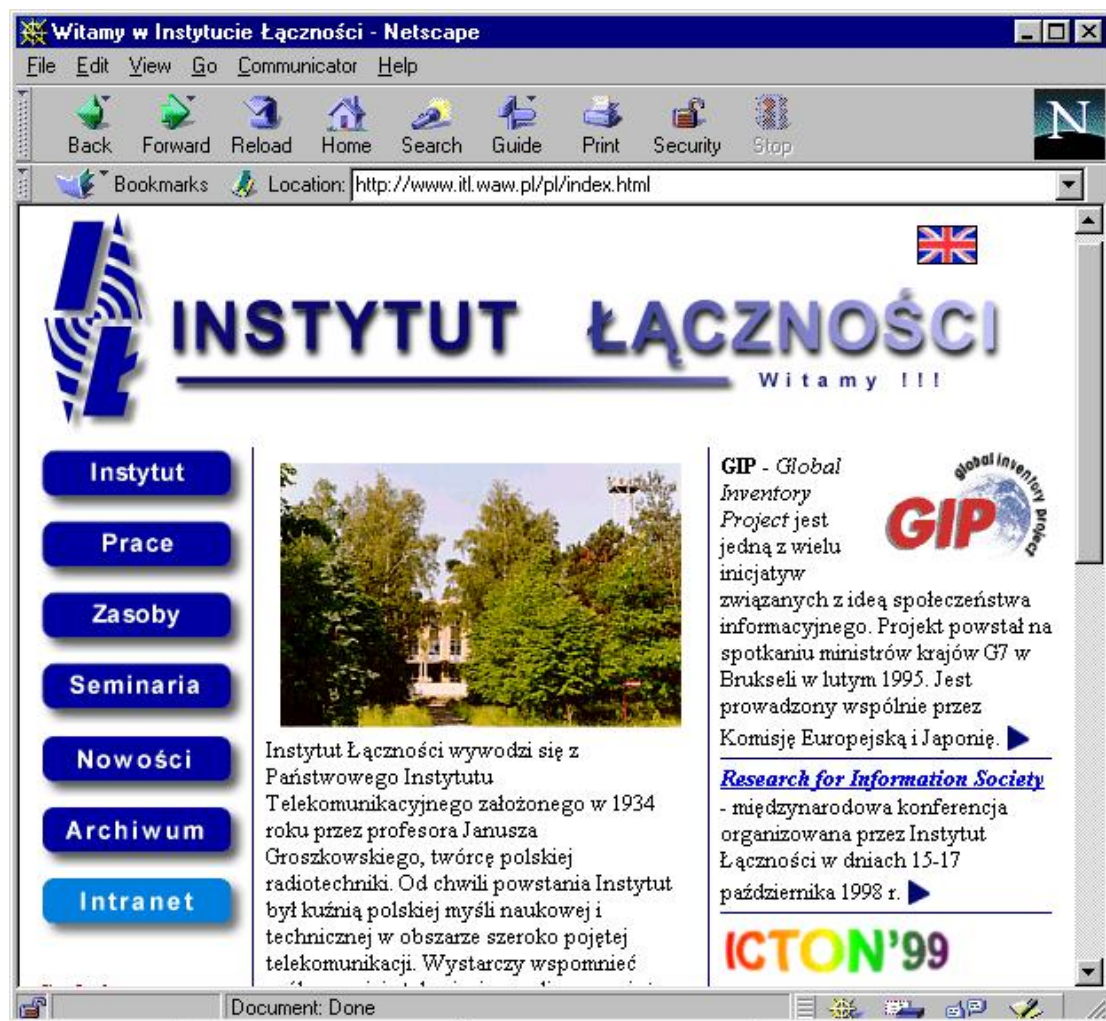 Witamy w Instytucie Łączności - Netscape
File Edit View Go Communicator Help
Back Forward Reload Home Search Guide Print Security Stop
N
Bookmarks Location: http://www.itl.waw.pl/pl/index.html
IŁ
INSTYTUT ŁĄCZNOŚCI
Witamy !!!
Instytut
Prace
Zasoby
Seminaria
Nowości
Archiwum
Intranet
Instytut Łączności wywodzi się z
Państwowego Instytutu
Telekomunikacyjnego założonego w 1934
roku przez profesora Janusza
Groszkowskiego, twórcę polskiej
radiotechniki. Od chwili powstania Instytut
był kuźnią polskiej myśli naukowej i
technicznej w obszarze szeroko pojętej
telekomunikacji. Wystarczy wspomnieć
GIP - Global
Inventory
Project jest
jedną z wielu
inicjatyw
związanych z ideą społeczeństwa
informacyjnego. Projekt powstał na
spotkaniu ministrów krajów G7 w
Brukseli w lutym 1995. Jest
prowadzony wspólnie przez
Komisję Europejską i Japonię.
global inventory project
GIP
Research for Information Society
- międzynarodowa konferencja
organizowana przez Instytut
Łączności w dniach 15-17
października 1998 r.
ICTON'99
Document: Done